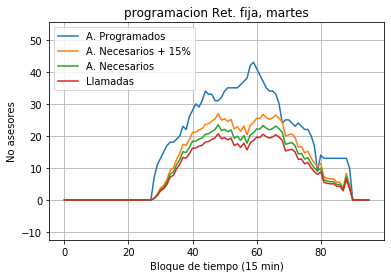 programacion Ret. fija, martes
50
40
30
20
10
0
−10
No asesores
A. Programados
A. Necesarios + 15%
A. Necesarios
Llamadas
0 20 40 60 80
Bloque de tiempo (15 min)